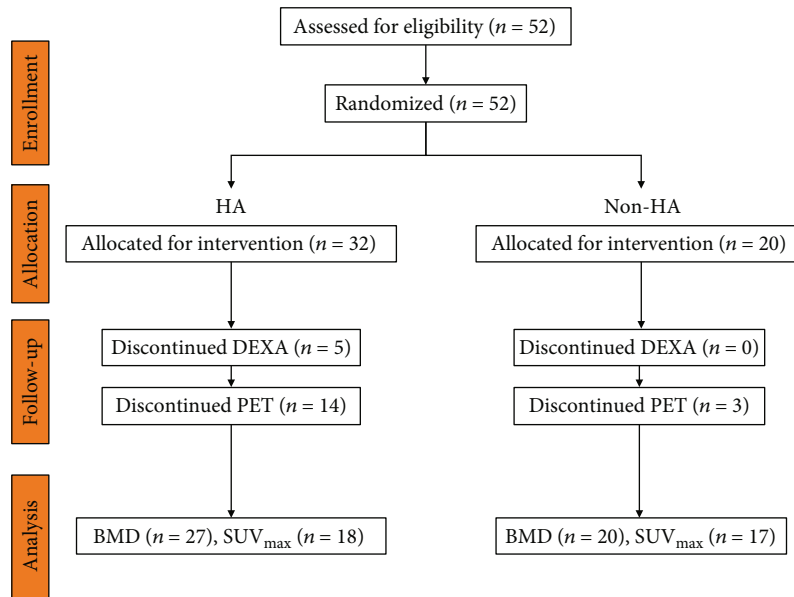 Assessed for eligibility (n = 52)
Enrollment
Randomized (n = 52)
HA
Non-HA
Allocation
Allocated for intervention (n = 32)
Allocated for intervention (n = 20)
Follow-up
Discontinued DEXA (n = 5)
Discontinued DEXA (n = 0)
Discontinued PET (n = 14)
Discontinued PET (n = 3)
Analysis
BMD (n = 27), SUVmax (n = 18)
BMD (n = 20), SUVmax (n = 17)